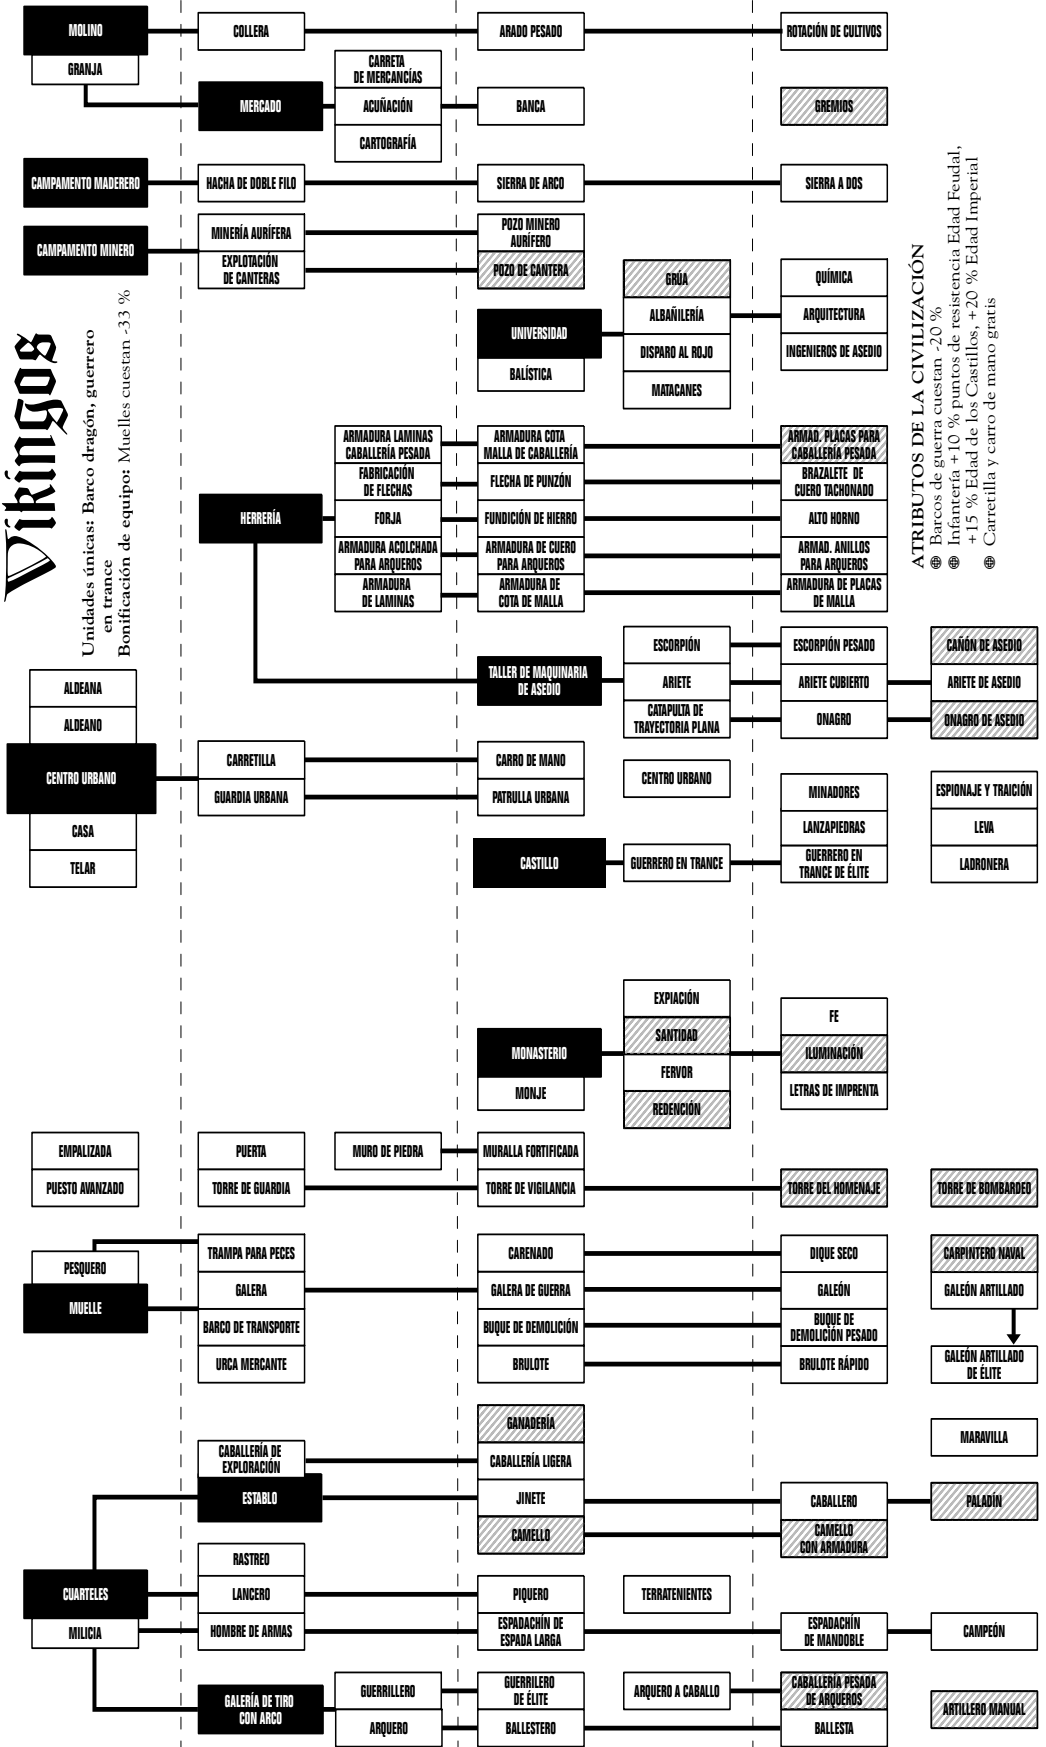 MOLINO
COLLERA
ARADO PESADO
ROTACIÓN DE CULTIVOS
GRANJA
MERCADO
CARRETA
DE MERCANCÍAS
ACUÑACIÓN
CARTOGRAFÍA
BANCA
GREMIOS
CAMPAMENTO MADERERO
HACHA DE DOBLE FILO
SIERRA DE ARCO
SIERRA A DOS
CAMPAMENTO MINERO
MINERÍA AURÍFERA
EXPLOTACIÓN
DE CANTERAS
POZO MINERO
AURÍFERO
POZO DE CANTERA
UNIVERSIDAD
BALÍSTICA
GRÚA
ALBAÑILERÍA
DISPARO AL ROJO
MATACANES
QUÍMICA
ARQUITECTURA
INGENIEROS DE ASEDIO
Vikingos
Unidades únicas: Barco dragón, guerrero
en trance
Bonificación de equipo: Muelles cuestan -33 %
ATRIBUTOS DE LA CIVILIZACIÓN
Barcos de guerra cuestan -20 %
Infantería +10 % puntos de resistencia Edad Feudal,
+15 % Edad de los Castillos, +20 % Edad Imperial
Carretilla y carro de mano gratis
HERRERÍA
ARMADURA LAMINAS
CABALLERÍA PESADA
FABRICACIÓN
DE FLECHAS
FORJA
ARMADURA ACOLCHADA
PARA ARQUEROS
ARMADURA
DE LAMINAS
ARMADURA COTA
MALLA DE CABALLERÍA
FLECHA DE PUNZÓN
FUNDICIÓN DE HIERRO
ARMADURA DE CUERO
PARA ARQUEROS
ARMADURA DE
COTA DE MALLA
ARMAD. PLACAS PARA
CABALLERÍA PESADA
BRAZALETE DE
CUERO TACHONADO
ALTO HORNO
ARMAD. ANILLOS
PARA ARQUEROS
ARMADURA DE PLACAS
DE MALLA
TALLER DE MAQUINARIA
DE ASEDIO
ESCORPIÓN
ARIETE
CATAPULTA DE
TRAYECTORIA PLANA
ESCORPIÓN PESADO
ARIETE CUBIERTO
ONAGRO
CAÑÓN DE ASEDIO
ARIETE DE ASEDIO
ONAGRO DE ASEDIO
ALDEANA
ALDEANO
CENTRO URBANO
CASA
TELAR
CARRETILLA
GUARDIA URBANA
CARRO DE MANO
PATRULLA URBANA
CENTRO URBANO
CASTILLO
GUERRERO EN TRANCE
MINADORES
LANZAPIEDRAS
GUERRERO EN
TRANCE DE ÉLITE
ESPIONAJE Y TRAICIÓN
LEVA
LADRONERA
MONASTERIO
MONJE
EXPIACIÓN
SANTIDAD
FERVOR
REDENCIÓN
FE
ILUMINACIÓN
LETRAS DE IMPRENTA
EMPALIZADA
PUESTO AVANZADO
PUERTA
TORRE DE GUARDIA
MURO DE PIEDRA
MURALLA FORTIFICADA
TORRE DE VIGILANCIA
TORRE DEL HOMENAJE
TORRE DE BOMBARDEO
PESQUERO
MUELLE
TRAMPA PARA PECES
GALERA
BARCO DE TRANSPORTE
URCA MERCANTE
CARENADO
GALERA DE GUERRA
BUQUE DE DEMOLICIÓN
BRULOTE
DIQUE SECO
GALEÓN
BUQUE DE
DEMOLICIÓN PESADO
BRULOTE RÁPIDO
CARPINTERO NAVAL
GALEÓN ARTILLADO
GALEÓN ARTILLADO
DE ÉLITE
CABALLERÍA DE
EXPLORACIÓN
ESTABLO
GANADERÍA
CABALLERÍA LIGERA
JINETE
CAMELLO
CABALLERO
CAMELLO
CON ARMADURA
MARAVILLA
PALADÍN
CUARTELES
MILICIA
RASTREO
LANCERO
HOMBRE DE ARMAS
PIQUERO
ESPADACHÍN DE
ESPADA LARGA
TERRATENIENTES
ESPADACHÍN
DE MANDOBLE
CAMPEÓN
GALERÍA DE TIRO
CON ARCO
GUERRILLERO
ARQUERO
GUERRILERO
DE ÉLITE
BALLESTERO
ARQUERO A CABALLO
CABALLERÍA PESADA
DE ARQUEROS
BALLESTA
ARTILLERO MANUAL